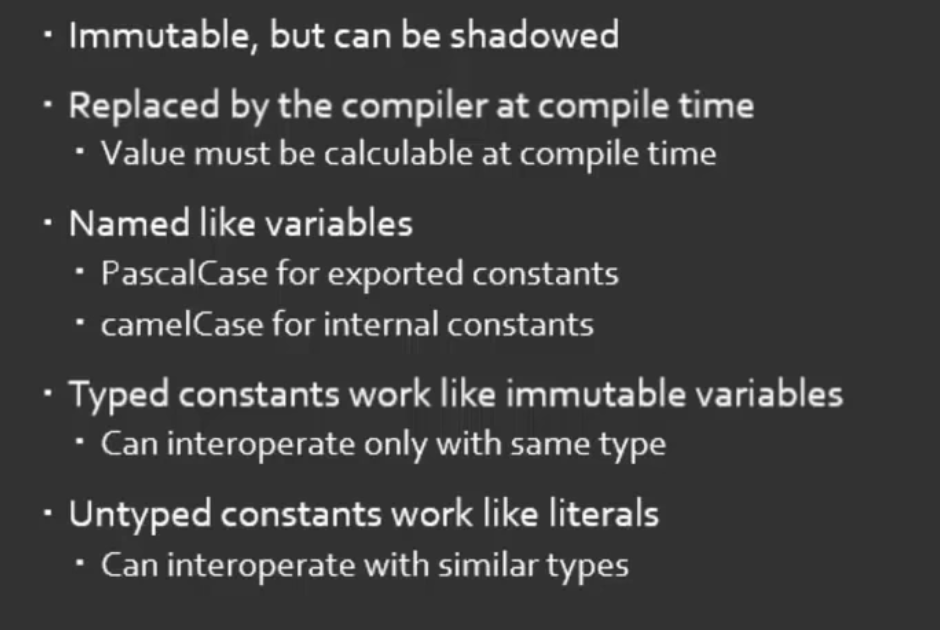 · Immutable, but can be shadowed
· Replaced by the compiler at compile time
· Value must be calculable at compile time
· Named like variables
· PascalCase for exported constants
· camelCase for internal constants
· Typed constants work like immutable variables
· Can interoperate only with same type
· Untyped constants work like literals
· Can interoperate with similar types